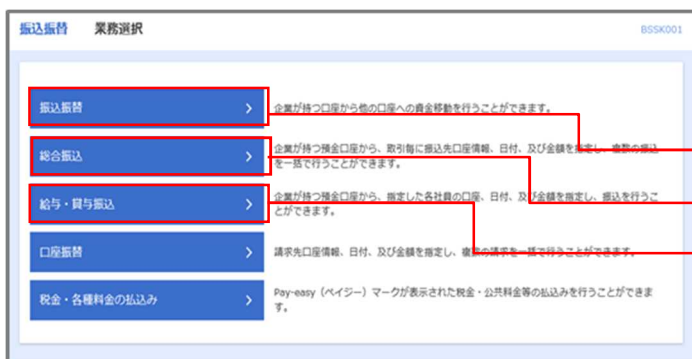 振込振替 業務選択 BSSK001
振込振替
企業が持つ口座から他の口座への資金移動を行うことができます。
総合振込
企業が持つ預金口座から、取引毎に振込先口座情報、日付、及び金額を指定し、複数の振込
を一括で行うことができます。
給与・賞与振込
企業が持つ預金口座から、指定した各社員の口座、日付、及び金額を指定し、振込を行うこ
とができます。
口座振替
請求先口座情報、日付、及び金額を指定し、複数の請求を一括で行うことができます。
税金・各種料金の払込み
Pay-easy（ペイジー）マークが表示された税金・公共料金等の払込みを行うことができま
す。